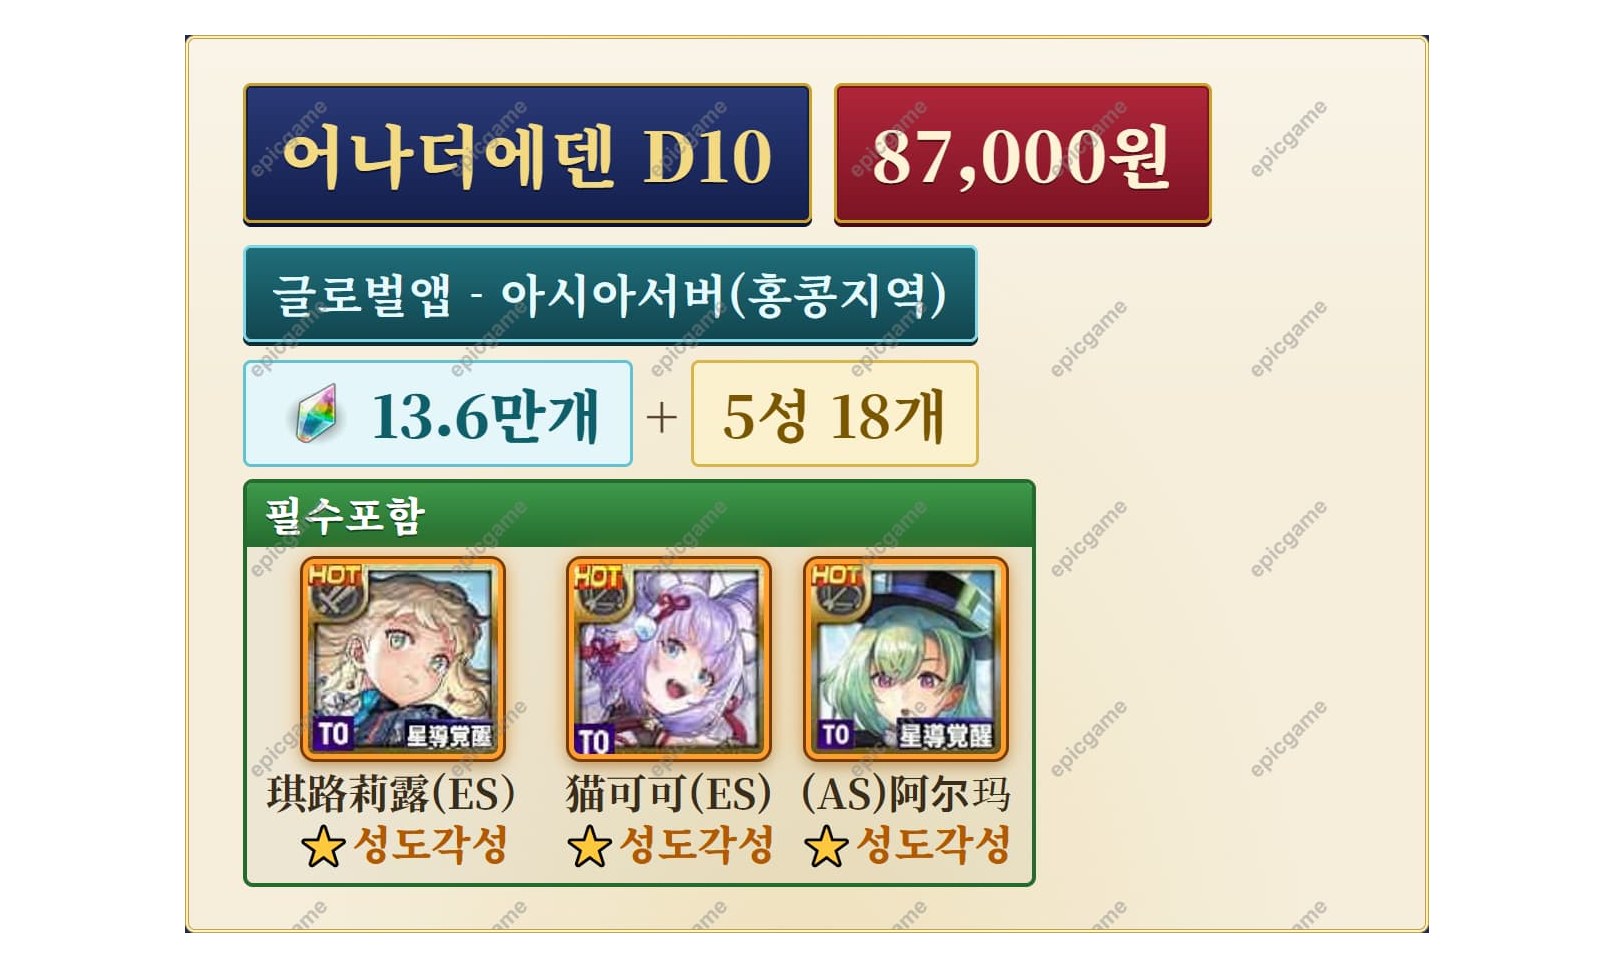 어나더에덴 D10 87,000원
글로벌앱 - 아시아서버(홍콩지역)
13.6만개 + 5성 18개
필수포함
HOT HOT HOT
TO 星導覚醒 TO TO 星導覚醒
琪路莉露(ES) 猫可可(ES) (AS)阿尔玛
성도각성 성도각성 성도각성
epicgame